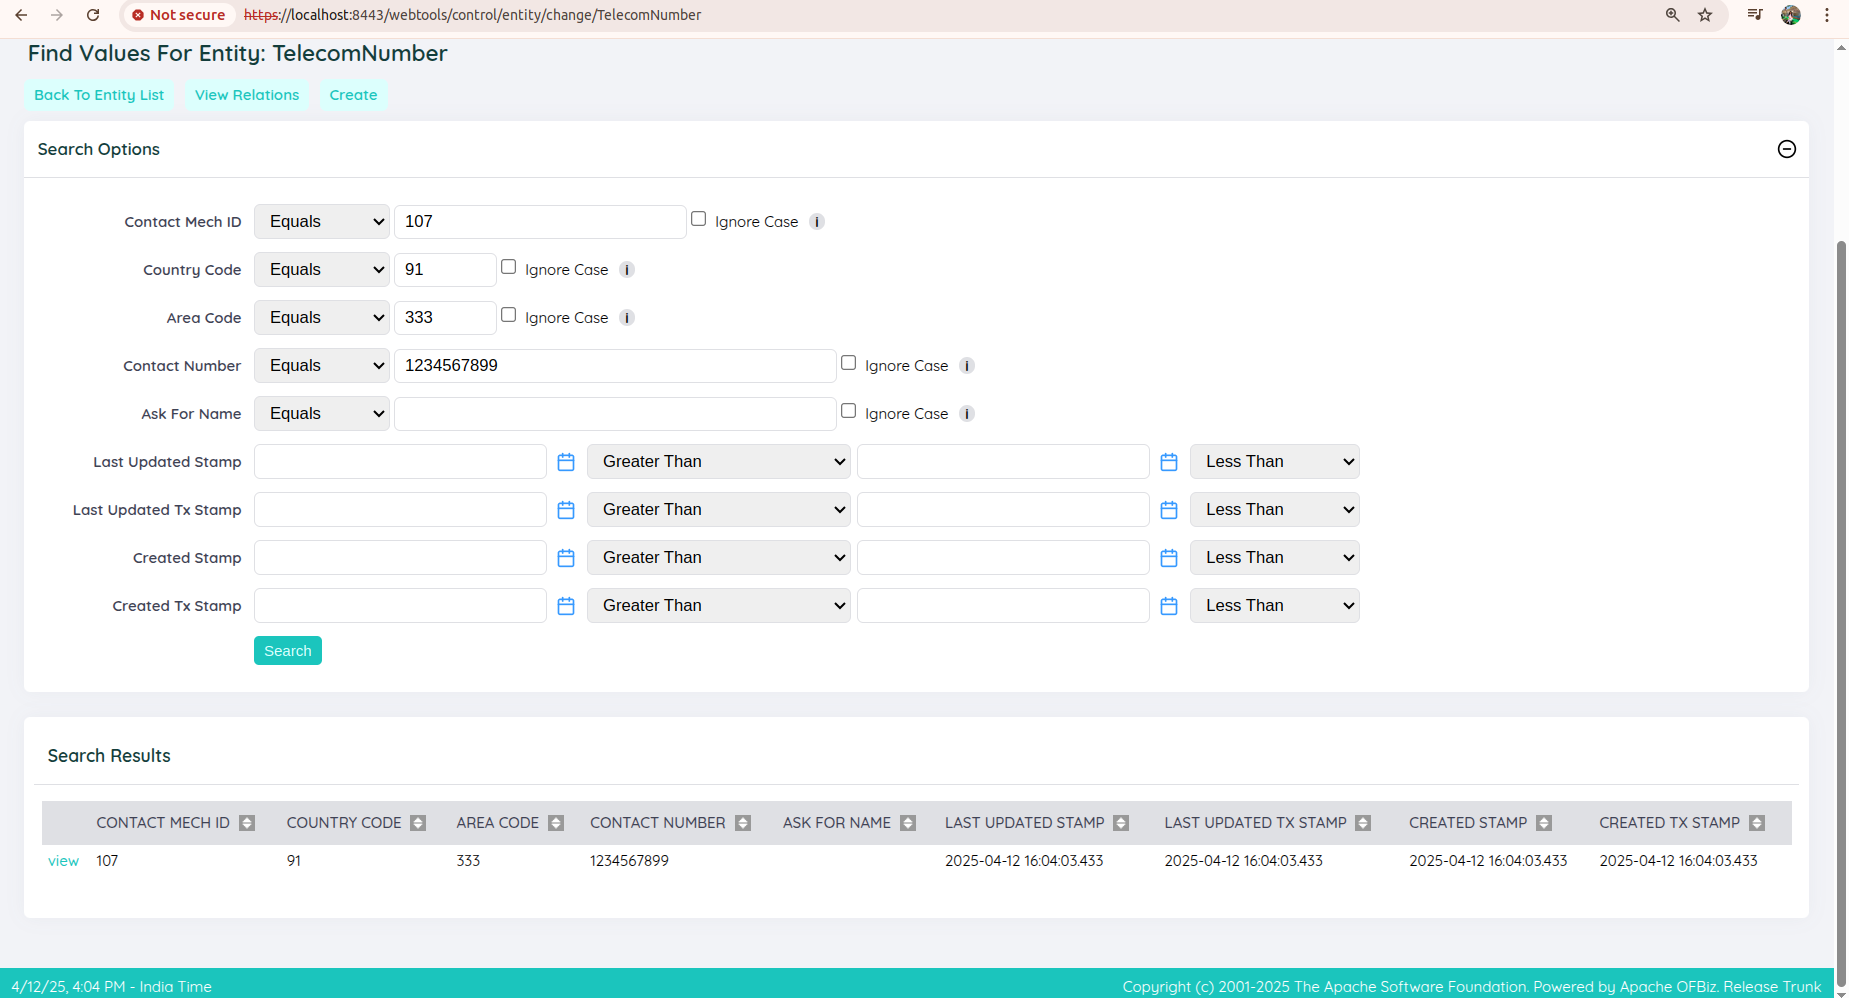 Not secure https://localhost:8443/webtools/control/entity/change/TelecomNumber
Find Values For Entity: TelecomNumber
Back To Entity List View Relations Create
Search Options
Contact Mech ID Equals 107 Ignore Case i
Country Code Equals 91 Ignore Case i
Area Code Equals 333 Ignore Case i
Contact Number Equals 1234567899 Ignore Case i
Ask For Name Equals Ignore Case i
Last Updated Stamp Greater Than Less Than
Last Updated Tx Stamp Greater Than Less Than
Created Stamp Greater Than Less Than
Created Tx Stamp Greater Than Less Than
Search
Search Results
CONTACT MECH ID COUNTRY CODE AREA CODE CONTACT NUMBER ASK FOR NAME LAST UPDATED STAMP LAST UPDATED TX STAMP CREATED STAMP CREATED TX STAMP
view 107 91 333 1234567899 2025-04-12 16:04:03.433 2025-04-12 16:04:03.433 2025-04-12 16:04:03.433 2025-04-12 16:04:03.433
4/12/25, 4:04 PM - India Time Copyright (c) 2001-2025 The Apache Software Foundation. Powered by Apache OFBiz. Release Trunk